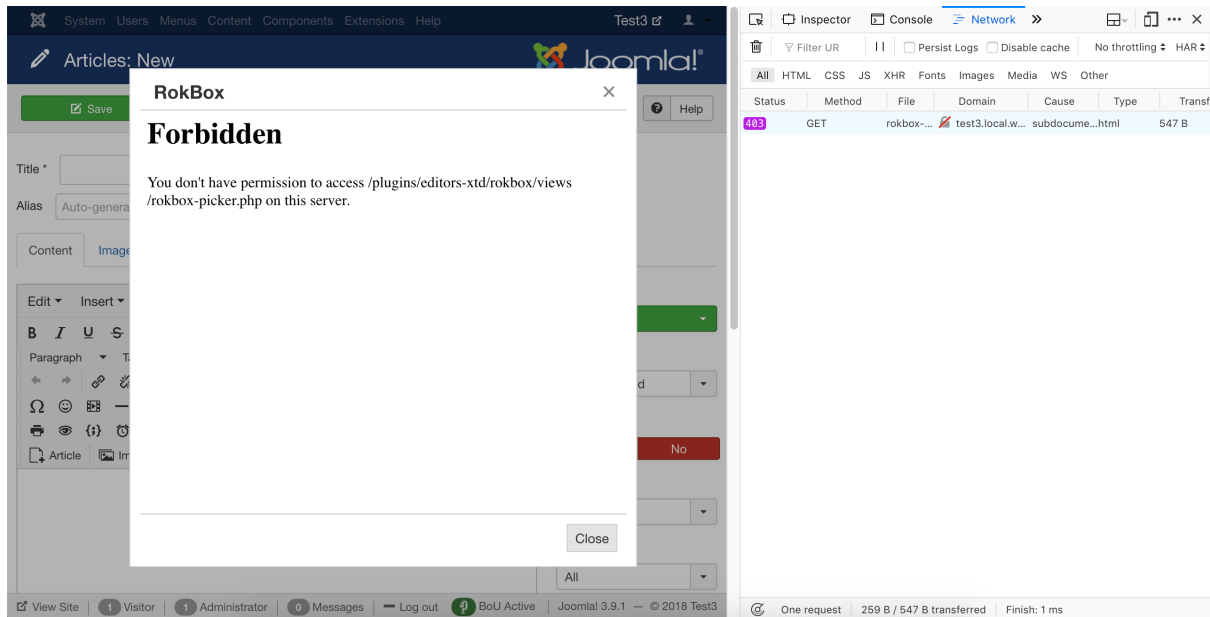 System Users Menus Content Components Extensions Help Test3
Articles: New
Joomla!®
Save
Help
RokBox
Forbidden
You don't have permission to access /plugins/editors-xtd/rokbox/views
/rokbox-picker.php on this server.
Title *
Alias Auto-genera
Content Image
Edit Insert
B I U S
Paragraph Ta
Ω
Article Im
d
No
All
Close
View Site 1 Visitor 1 Administrator 0 Messages Log out BoU Active Joomla! 3.9.1 — © 2018 Test3
Inspector Console Network
Filter UR Persist Logs Disable cache No throttling HAR
All HTML CSS JS XHR Fonts Images Media WS Other
Status Method File Domain Cause Type Transf
403 GET rokbox-... test3.local.w... subdocume... html 547 B
One request 259 B / 547 B transferred Finish: 1 ms